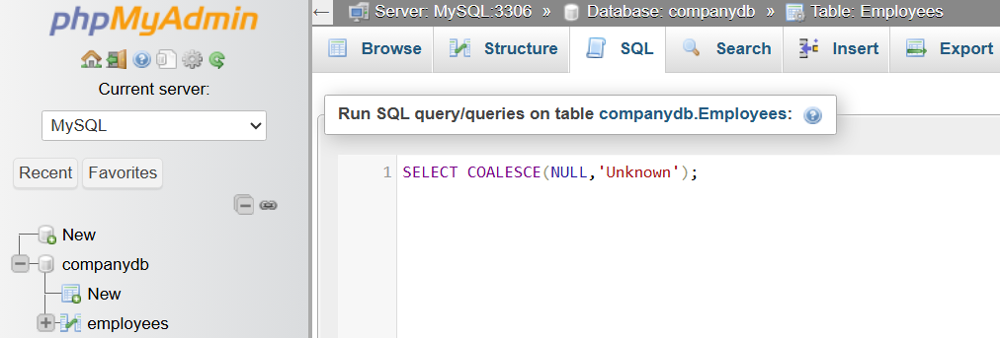 phpMyAdmin
Current server:
MySQL
Recent Favorites
New
companydb
New
employees
Server: MySQL:3306 » Database: companydb » Table: Employees
Browse Structure SQL Search Insert Export
Run SQL query/queries on table companydb.Employees:
1 SELECT COALESCE(NULL,'Unknown');